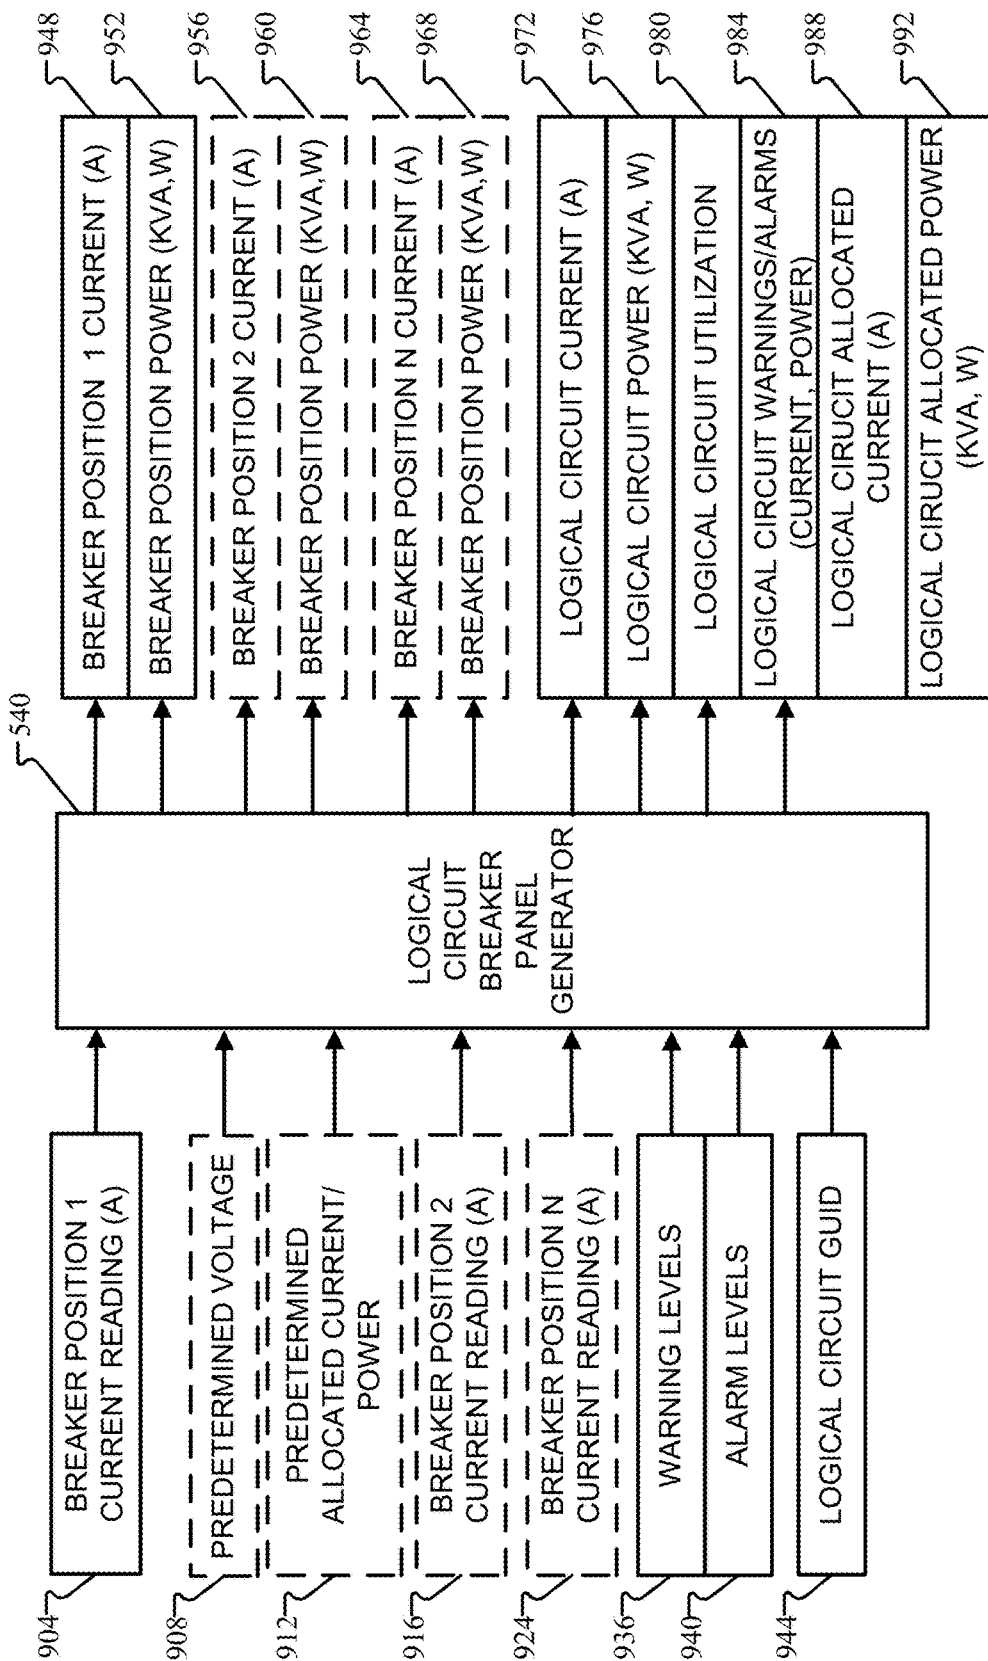 904
BREAKER POSITION 1
CURRENT READING (A)
908
PREDETERMINED VOLTAGE
912
PREDETERMINED
ALLOCATED CURRENT/
POWER
916
BREAKER POSITION 2
CURRENT READING (A)
924
BREAKER POSITION N
CURRENT READING (A)
936
WARNING LEVELS
940
ALARM LEVELS
944
LOGICAL CIRCUIT GUID
540
LOGICAL
CIRCUIT
BREAKER
PANEL
GENERATOR
BREAKER POSITION 1 CURRENT (A)
948
BREAKER POSITION POWER (KVA,W)
952
BREAKER POSITION 2 CURRENT (A)
956
BREAKER POSITION POWER (KVA,W)
960
BREAKER POSITION N CURRENT (A)
964
BREAKER POSITION POWER (KVA,W)
968
LOGICAL CIRCUIT CURRENT (A)
972
LOGICAL CIRCUIT POWER (KVA, W)
976
LOGICAL CIRCUIT UTILIZATION
980
LOGICAL CIRCUIT WARNINGS/ALARMS
(CURRENT, POWER)
984
LOGICAL CIRUCIT ALLOCATED
CURRENT (A)
988
LOGICAL CIRUCIT ALLOCATED POWER
(KVA, W)
992